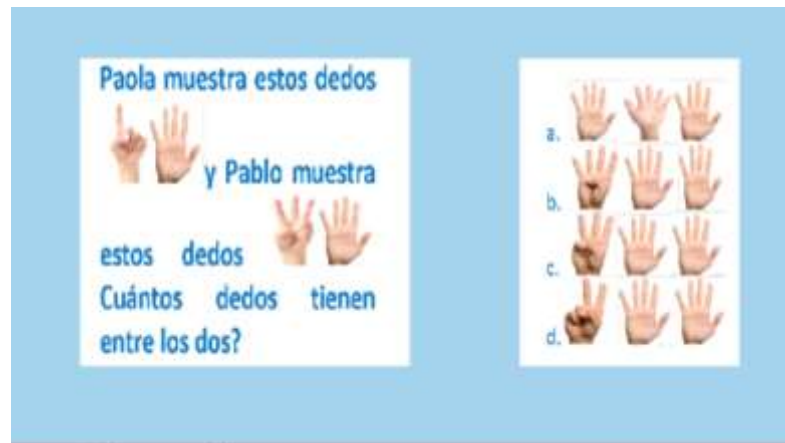 Paola muestra estos dedos
y Pablo muestra
estos dedos
Cuántos dedos tienen
entre los dos?
a.
b.
c.
d.